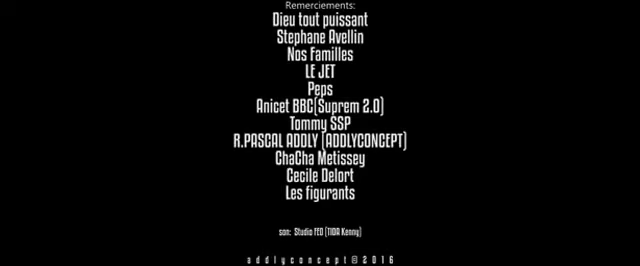 Remerciements:
Dieu tout puissant
Stephane Avellin
Nos Familles
LE JET
Peps
Anicet BBC(Suprem 2.0)
Tommy SSP
R.PASCAL ADDLY (ADDLYCONCEPT)
ChaCha Metissey
Cecile Delort
Les figurants
son: Studio FED (TIDA Kenny)
addlyconcept©2016